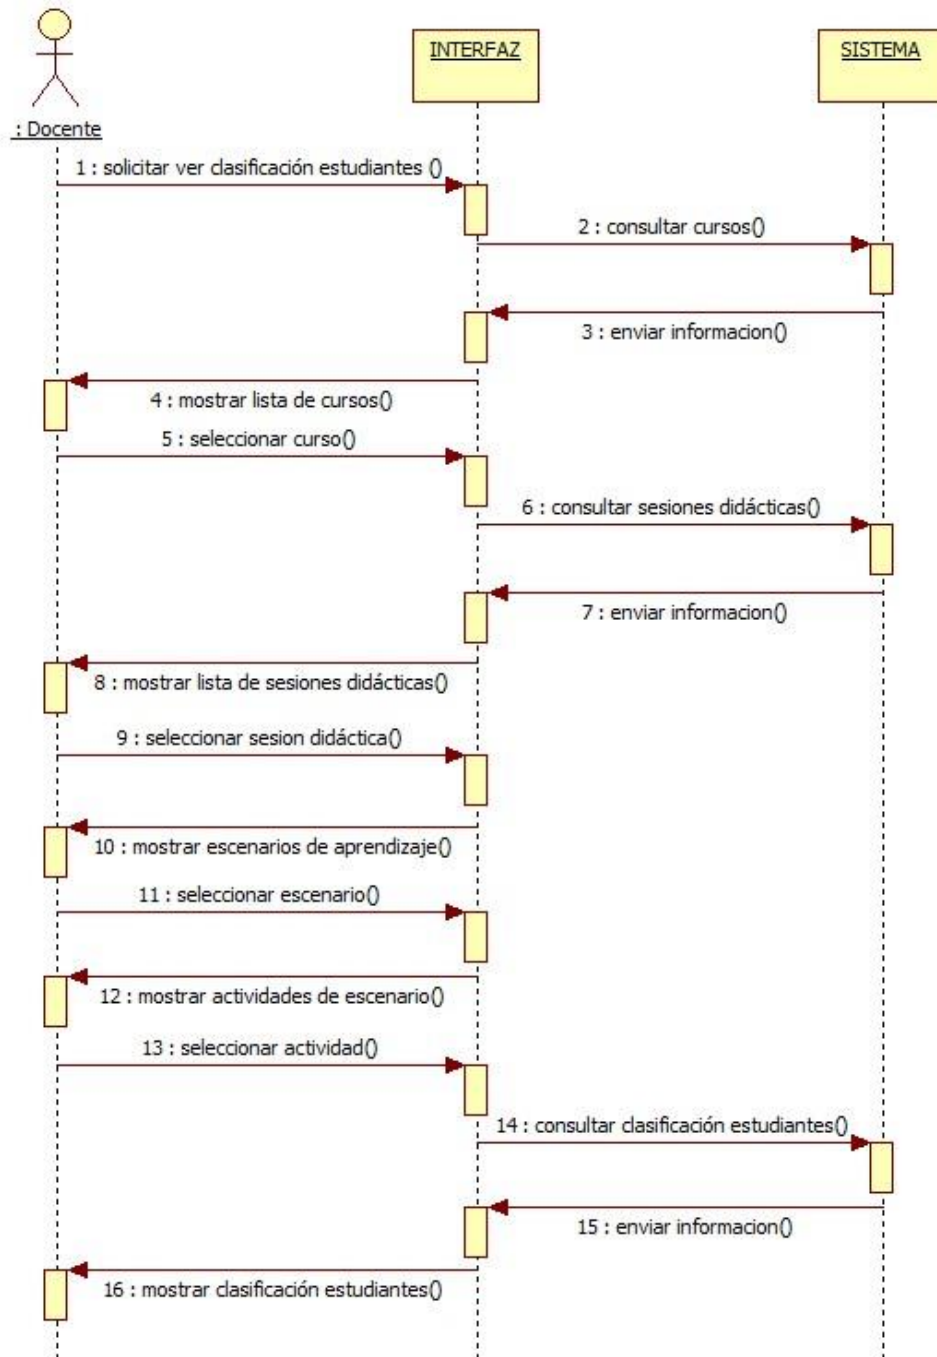 INTERFAZ
SISTEMA
: Docente
1 : solicitar ver clasificación estudiantes ()
2 : consultar cursos()
3 : enviar informacion()
4 : mostrar lista de cursos()
5 : seleccionar curso()
6 : consultar sesiones didácticas()
7 : enviar informacion()
8 : mostrar lista de sesiones didácticas()
9 : seleccionar sesion didáctica()
10 : mostrar escenarios de aprendizaje()
11 : seleccionar escenario()
12 : mostrar actividades de escenario()
13 : seleccionar actividad()
14 : consultar clasificación estudiantes()
15 : enviar informacion()
16 : mostrar clasificación estudiantes()